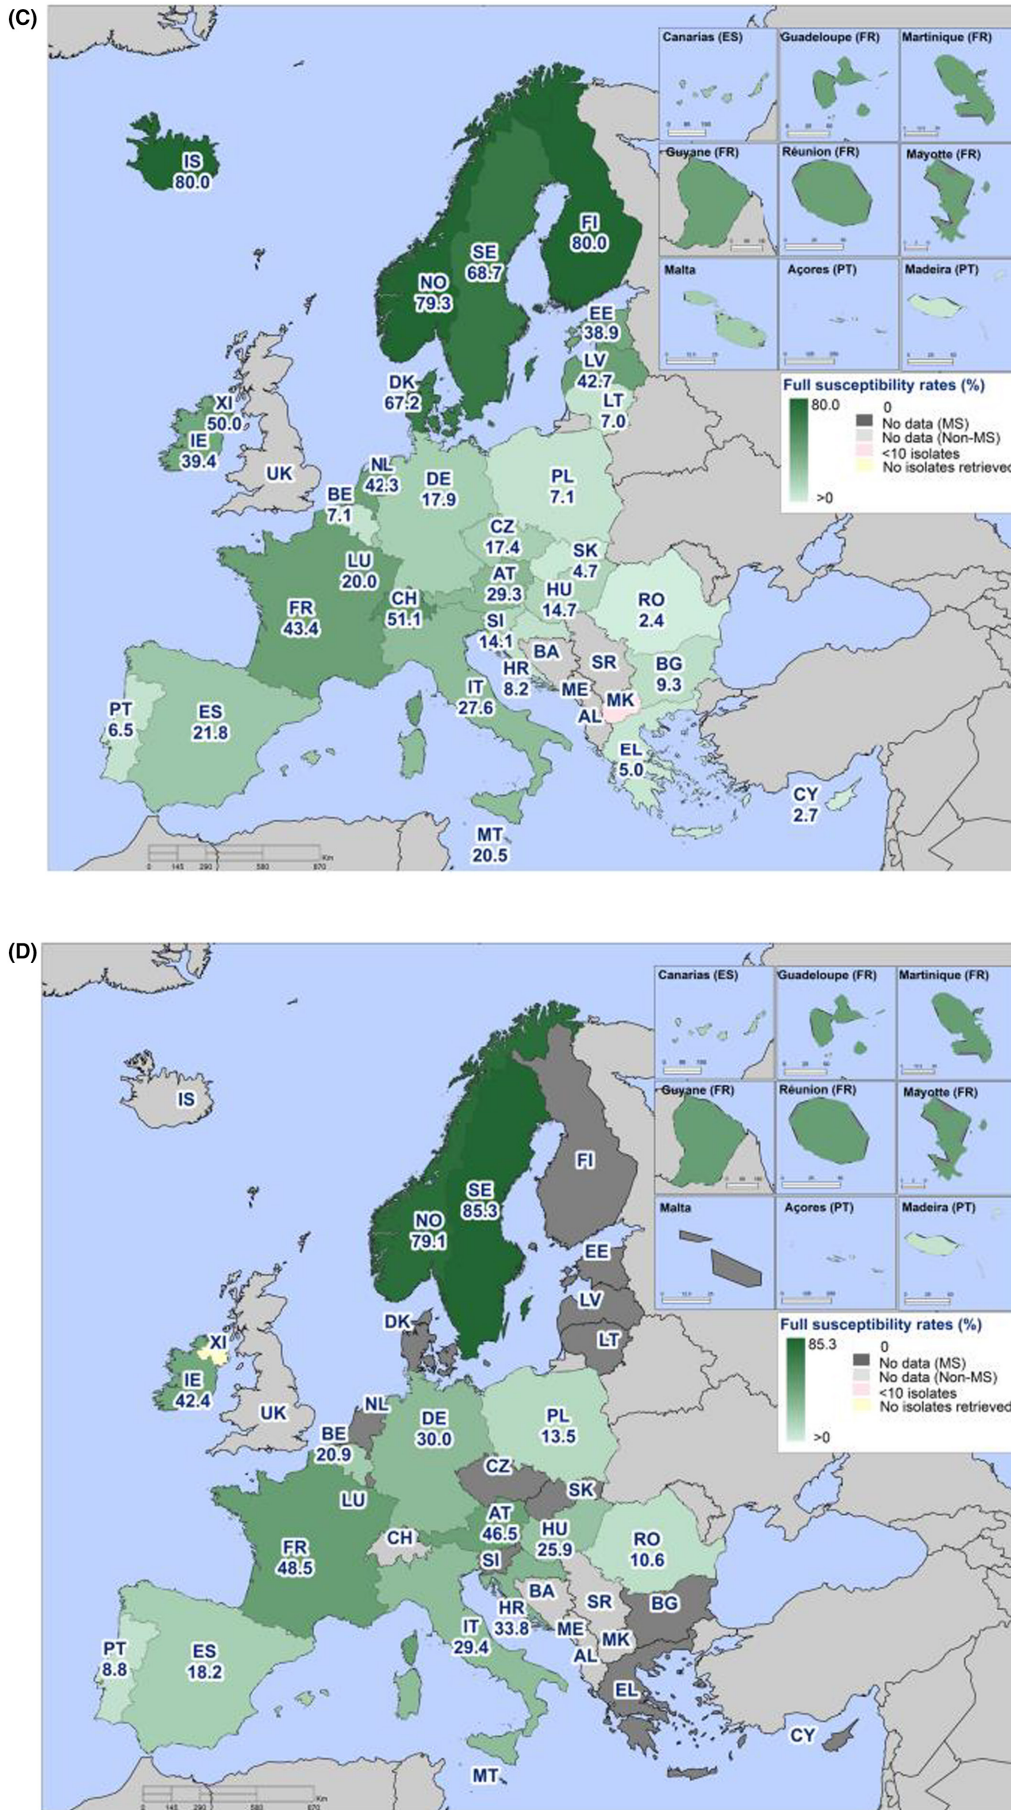 (C)
Canarias (ES)
Guadeloupe (FR)
Martinique (FR)
Guyane (FR)
Réunion (FR)
Mayotte (FR)
Malta
Açores (PT)
Madeira (PT)
Full susceptibility rates (%)
80.0
>0
0
No data (MS)
No data (Non-MS)
<10 isolates
No isolates retrieved
IS
80.0
FI
80.0
SE
68.7
NO
79.3
EE
38.9
LV
42.7
LT
7.0
DK
67.2
XI
50.0
IE
39.4
UK
NL
42.3
BE
7.1
DE
17.9
PL
7.1
CZ
17.4
SK
4.7
LU
20.0
AT
29.3
HU
14.7
FR
43.4
CH
51.1
RO
2.4
SI
14.1
BA
SR
HR
8.2
BG
9.3
ME
MK
AL
IT
27.6
PT
6.5
ES
21.8
EL
5.0
CY
2.7
MT
20.5
0 145 290 580 870
Km
(D)
Canarias (ES)
Guadeloupe (FR)
Martinique (FR)
Guyane (FR)
Réunion (FR)
Mayotte (FR)
Malta
Açores (PT)
Madeira (PT)
Full susceptibility rates (%)
85.3
>0
0
No data (MS)
No data (Non-MS)
<10 isolates
No isolates retrieved
IS
FI
SE
85.3
NO
79.1
EE
LV
LT
DK
XI
IE
42.4
UK
NL
BE
20.9
DE
30.0
PL
13.5
CZ
SK
LU
AT
46.5
HU
25.9
CH
FR
48.5
RO
10.6
SI
BA
SR
BG
HR
33.8
ME
MK
AL
IT
29.4
PT
8.8
ES
18.2
EL
CY
MT
0 145 290 580 870
Km